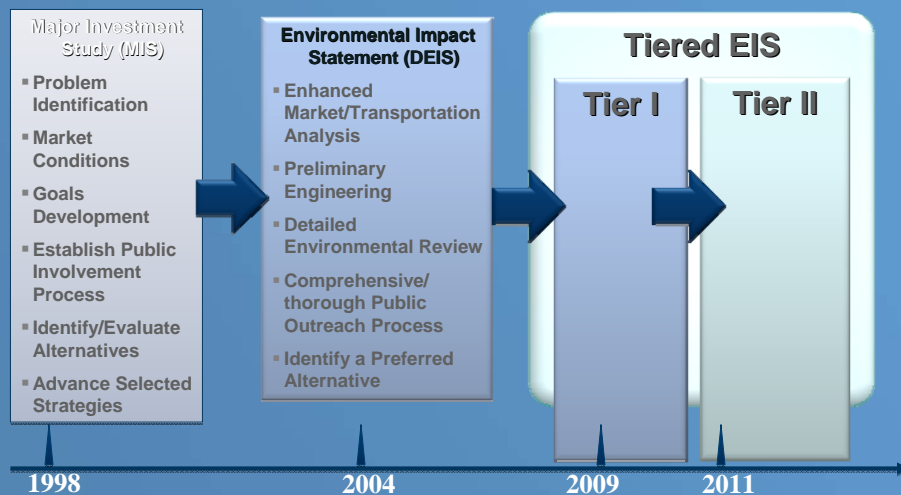 Major Investment
Study (MIS)
▪ Problem
Identification
▪ Market
Conditions
▪ Goals
Development
▪ Establish Public
Involvement
Process
▪ Identify/Evaluate
Alternatives
▪ Advance Selected
Strategies
Environmental Impact
Statement (DEIS)
▪ Enhanced
Market/Transportation
Analysis
▪ Preliminary
Engineering
▪ Detailed
Environmental Review
▪ Comprehensive/
thorough Public
Outreach Process
▪ Identify a Preferred
Alternative
Tiered EIS
Tier I
Tier II
1998
2004
2009
2011